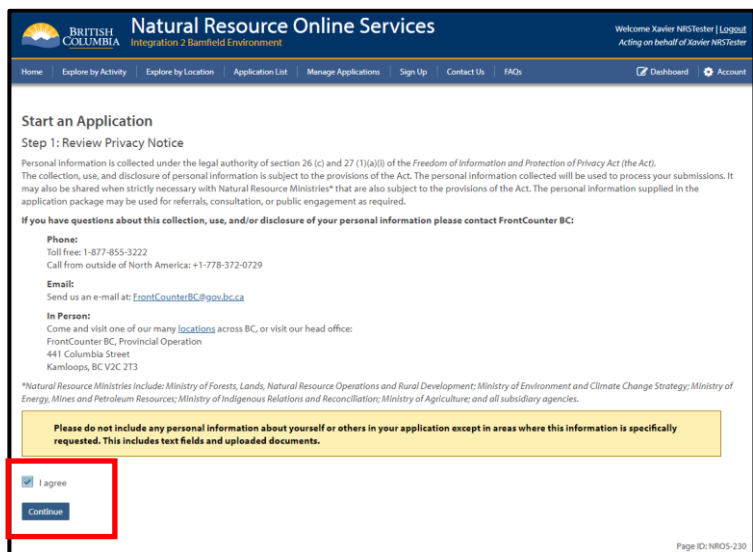 BRITISH
COLUMBIA
Natural Resource Online Services
Integration 2 Bamfield Environment
Welcome Xavier NRSTester | Logout
Acting on behalf of Xavier NRSTester
Home Explore by Activity Explore by Location Application List Manage Applications Sign Up Contact Us FAQs Dashboard Account
Start an Application
Step 1: Review Privacy Notice
Personal information is collected under the legal authority of section 26 (c) and 27 (1)(a)(i) of the Freedom of Information and Protection of Privacy Act (the Act).
The collection, use, and disclosure of personal information is subject to the provisions of the Act. The personal information collected will be used to process your submissions. It
may also be shared when strictly necessary with Natural Resource Ministries* that are also subject to the provisions of the Act. The personal information supplied in the
application package may be used for referrals, consultation, or public engagement as required.
If you have questions about this collection, use, and/or disclosure of your personal information please contact FrontCounter BC:
Phone:
Toll free: 1-877-855-3222
Call from outside of North America: +1-778-372-0729
Email:
Send us an e-mail at: FrontCounterBC@gov.bc.ca
In Person:
Come and visit one of our many locations across BC, or visit our head office:
FrontCounter BC, Provincial Operation
441 Columbia Street
Kamloops, BC V2C 2T3
*Natural Resource Ministries include: Ministry of Forests, Lands, Natural Resource Operations and Rural Development; Ministry of Environment and Climate Change Strategy; Ministry of
Energy, Mines and Petroleum Resources; Ministry of Indigenous Relations and Reconciliation; Ministry of Agriculture; and all subsidiary agencies.
Please do not include any personal information about yourself or others in your application except in areas where this information is specifically
requested. This includes text fields and uploaded documents.
I agree
Continue
Page ID: NROS-230